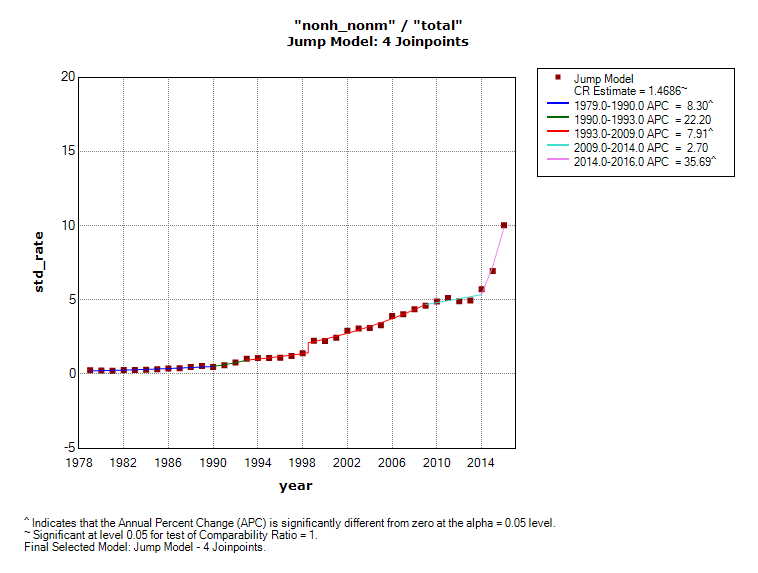 "nonh_nonm" / "total"
Jump Model: 4 Joinpoints
20
15
10
5
0
-5
std_rate
1978 1982 1986 1990 1994 1998 2002 2006 2010 2014
year
Jump Model
CR Estimate = 1.4686~
1979.0-1990.0 APC = 8.30^
1990.0-1993.0 APC = 22.20
1993.0-2009.0 APC = 7.91^
2009.0-2014.0 APC = 2.70
2014.0-2016.0 APC = 35.69^
^ Indicates that the Annual Percent Change (APC) is significantly different from zero at the alpha = 0.05 level.
~ Significant at level 0.05 for test of Comparability Ratio = 1.
Final Selected Model: Jump Model - 4 Joinpoints.